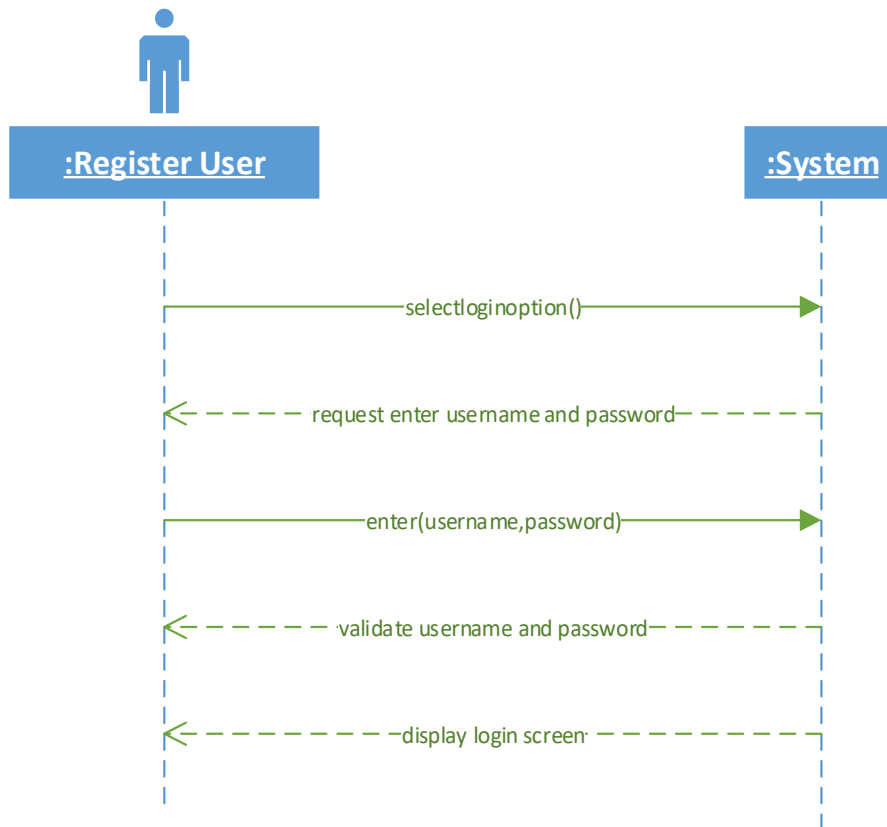 :Register User
:System
selectloginoption()
request enter username and password
enter(username,password)
validate username and password
display login screen